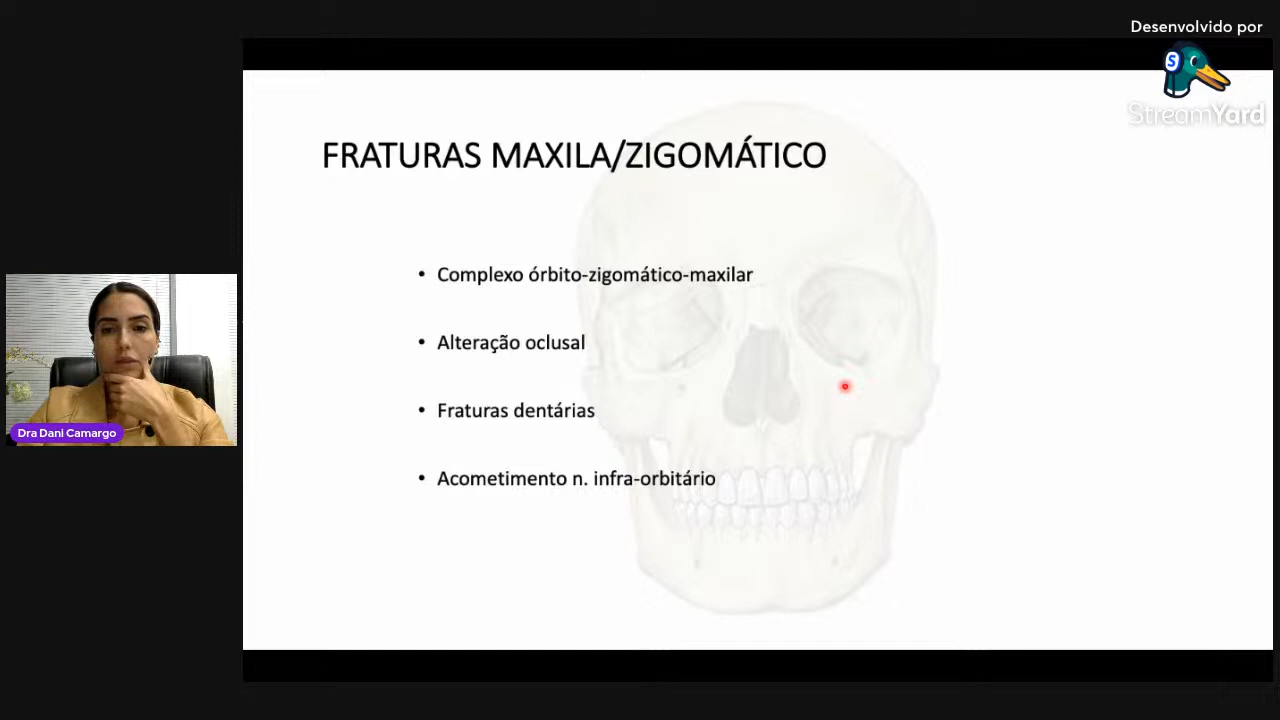 Desenvolvido por
S
StreamYard
FRATURAS MAXILA/ZIGOMÁTICO
• Complexo órbito-zigomático-maxilar
• Alteração oclusal
• Fraturas dentárias
• Acometimento n. infra-orbitário
Dra Dani Camargo